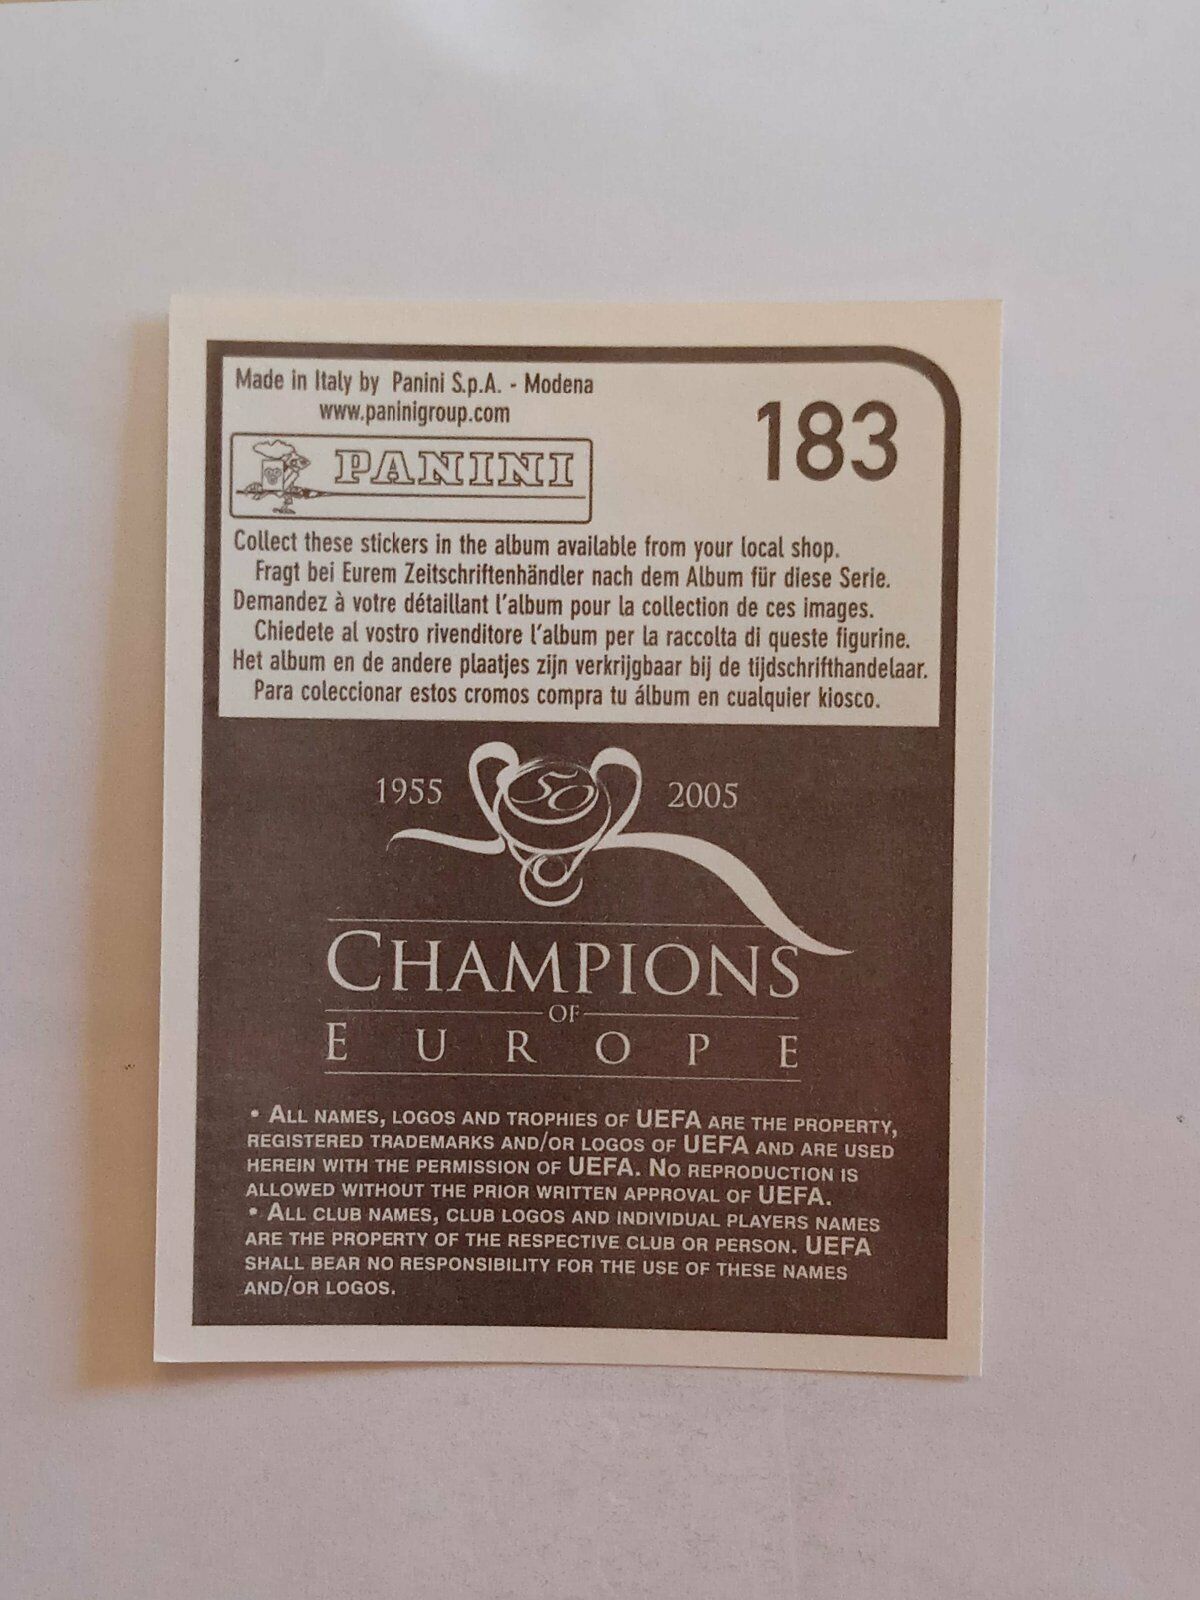 Made in Italy by Panini S.p.A. - Modena
www.paninigroup.com
183
PANINI
Collect these stickers in the album available from your local shop.
Fragt bei Eurem Zeitschriftenhändler nach dem Album für diese Serie.
Demandez à votre détaillant l'album pour la collection de ces images.
Chiedete al vostro rivenditore l'album per la raccolta di queste figurine.
Het album en de andere plaatjes zijn verkrijgbaar bij de tijdschrifthandelaar.
Para coleccionar estos cromos compra tu álbum en cualquier kiosco.
1955 50 2005
CHAMPIONS
OF
EUROPE
• ALL NAMES, LOGOS AND TROPHIES OF UEFA ARE THE PROPERTY,
REGISTERED TRADEMARKS AND/OR LOGOS OF UEFA AND ARE USED
HEREIN WITH THE PERMISSION OF UEFA. NO REPRODUCTION IS
ALLOWED WITHOUT THE PRIOR WRITTEN APPROVAL OF UEFA.
• ALL CLUB NAMES, CLUB LOGOS AND INDIVIDUAL PLAYERS NAMES
ARE THE PROPERTY OF THE RESPECTIVE CLUB OR PERSON. UEFA
SHALL BEAR NO RESPONSIBILITY FOR THE USE OF THESE NAMES
AND/OR LOGOS.